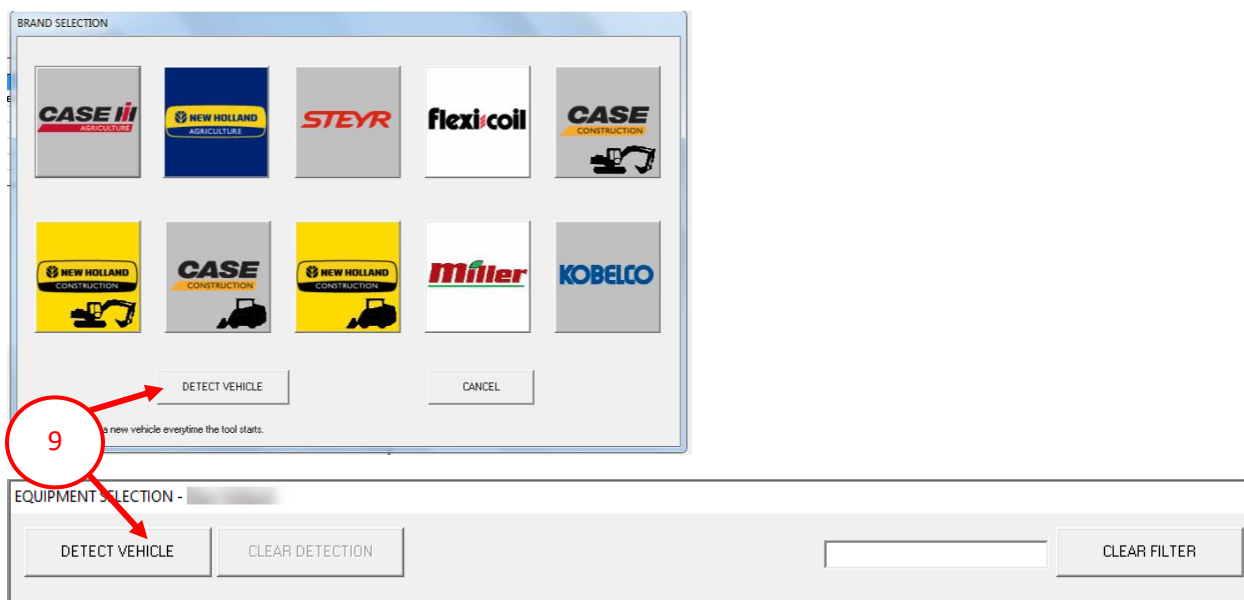 BRAND SELECTION
CASE IH
AGRICULTURE
NEW HOLLAND
AGRICULTURE
STEYR
flexi coil
CASE
CONSTRUCTION
NEW HOLLAND
CONSTRUCTION
CASE
CONSTRUCTION
NEW HOLLAND
CONSTRUCTION
Miller
KOBELCO
DETECT VEHICLE
CANCEL
a new vehicle everytime the tool starts.
9
EQUIPMENT SELECTION -
DETECT VEHICLE
CLEAR DETECTION
CLEAR FILTER